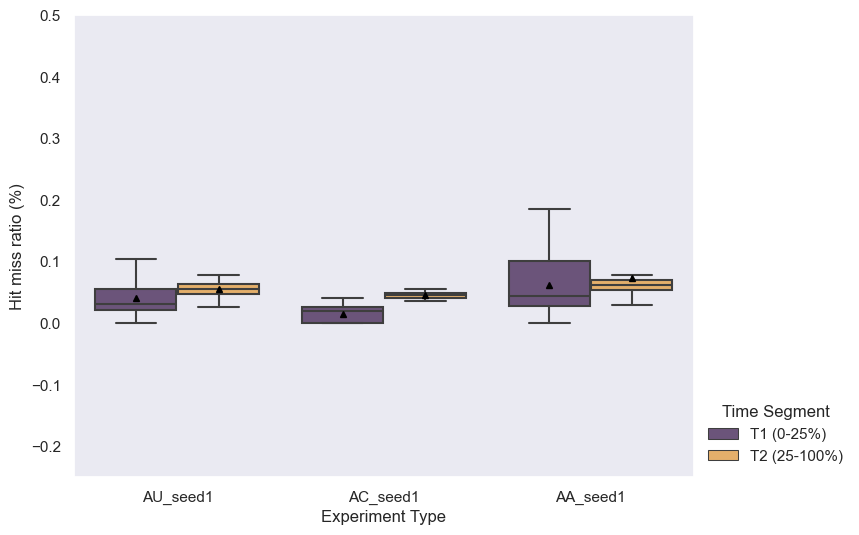 Hit miss ratio (%)
0.5
0.4
0.3
0.2
0.1
0.0
−0.1
−0.2
AU_seed1
AC_seed1
AA_seed1
Experiment Type
Time Segment
T1 (0-25%)
T2 (25-100%)